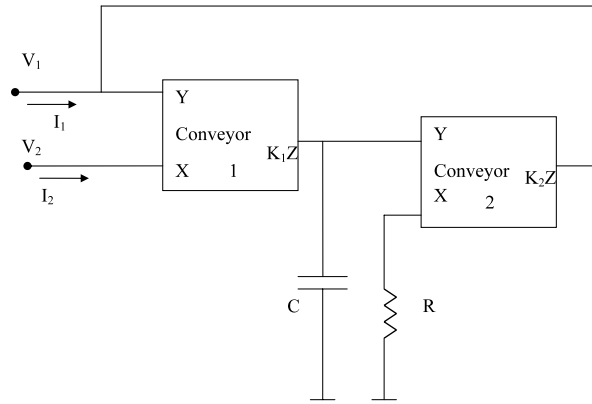 V₁
I₁
V₂
I₂
Y
Conveyor
X 1
K₁Z
Y
Conveyor
X 2
K₂Z
C
R